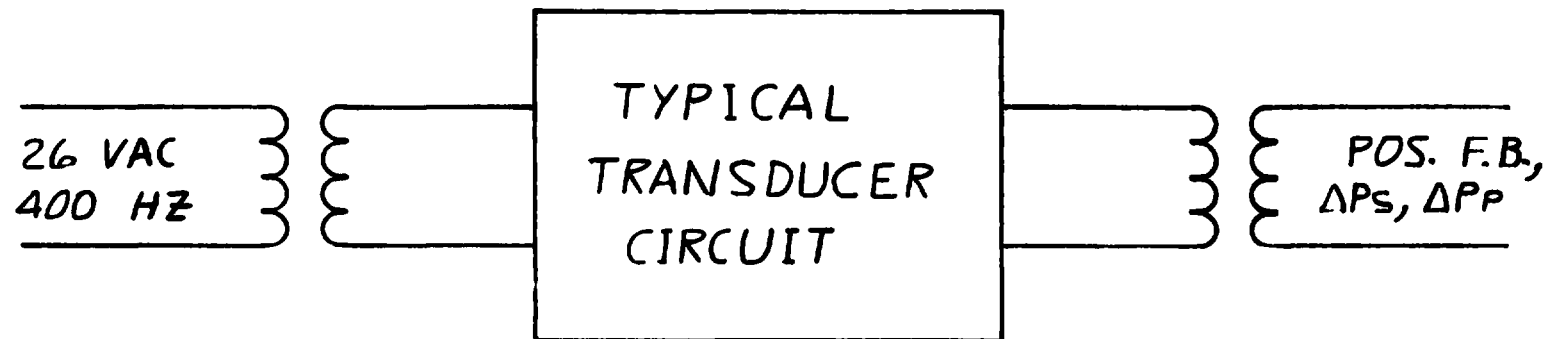 26 VAC
400 HZ
TYPICAL
TRANSDUCER
CIRCUIT
POS. F.B.,
ΔPs, ΔPp